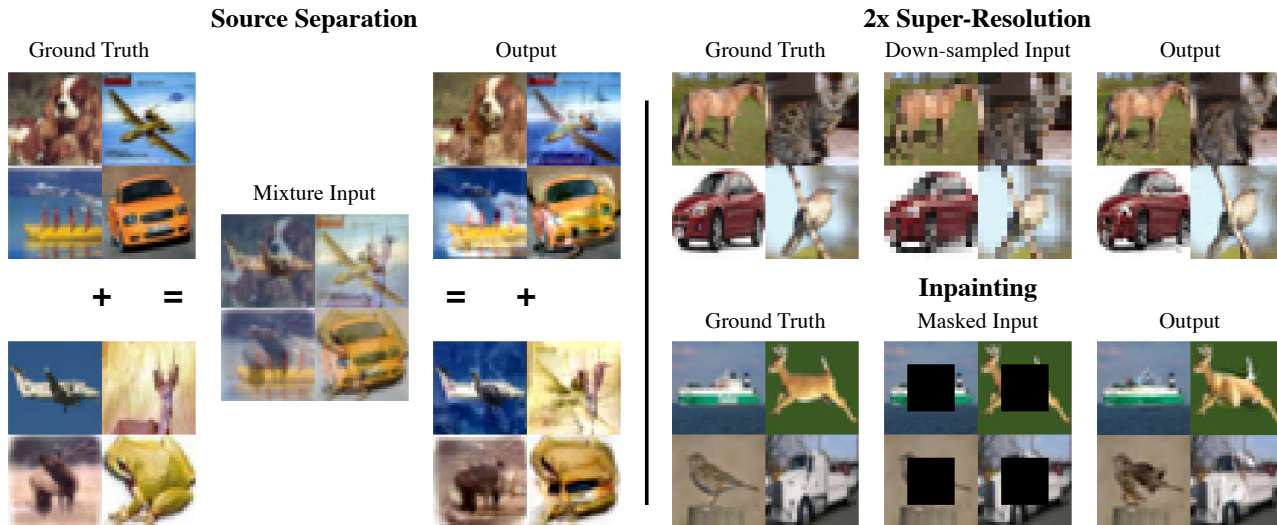 Source Separation
Ground Truth
Output
Mixture Input
+ =
= +
2x Super-Resolution
Ground Truth
Down-sampled Input
Output
Inpainting
Ground Truth
Masked Input
Output